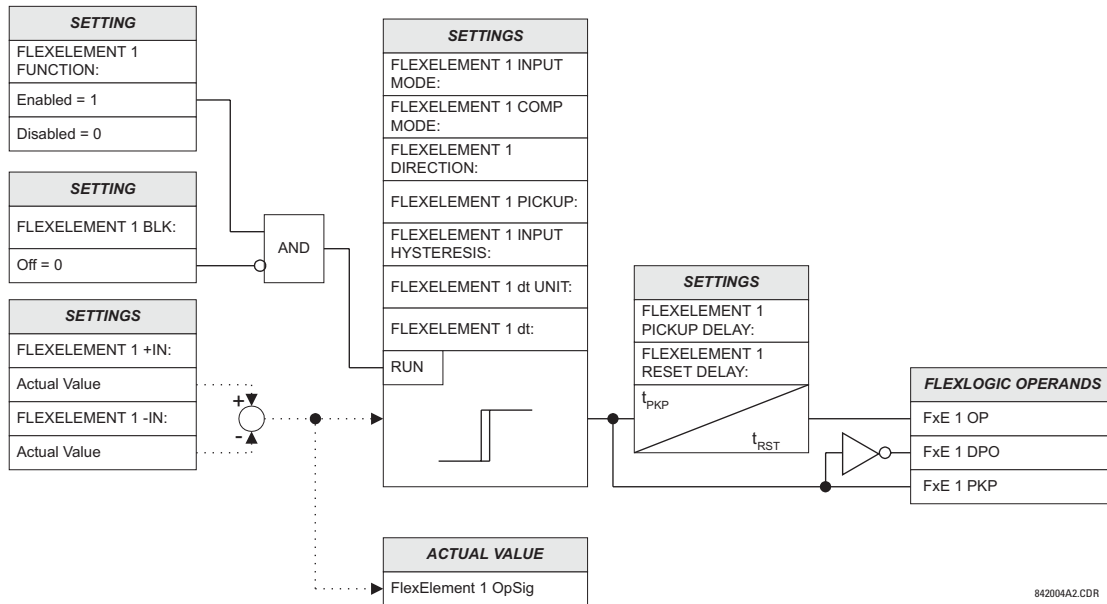 SETTING
FLEXELEMENT 1
FUNCTION:
Enabled = 1
Disabled = 0
SETTING
FLEXELEMENT 1 BLK:
Off = 0
SETTINGS
FLEXELEMENT 1 +IN:
Actual Value
FLEXELEMENT 1 -IN:
Actual Value
AND
+
-
SETTINGS
FLEXELEMENT 1 INPUT
MODE:
FLEXELEMENT 1 COMP
MODE:
FLEXELEMENT 1
DIRECTION:
FLEXELEMENT 1 PICKUP:
FLEXELEMENT 1 INPUT
HYSTERESIS:
FLEXELEMENT 1 dt UNIT:
FLEXELEMENT 1 dt:
RUN
ACTUAL VALUE
FlexElement 1 OpSig
SETTINGS
FLEXELEMENT 1
PICKUP DELAY:
FLEXELEMENT 1
RESET DELAY:
tPKP
tRST
FLEXLOGIC OPERANDS
FxE 1 OP
FxE 1 DPO
FxE 1 PKP
842004A2.CDR